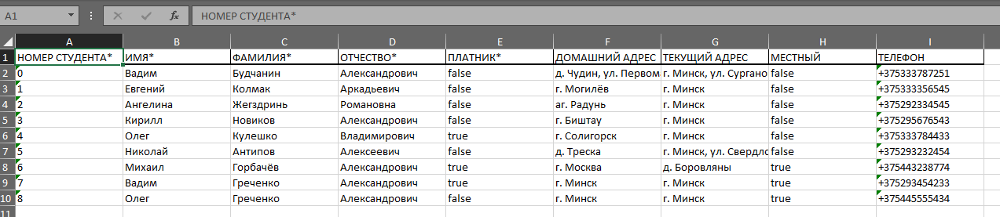 A1 fx НОМЕР СТУДЕНТА*
A B C D E F G H I
1 НОМЕР СТУДЕНТА* ИМЯ* ФАМИЛИЯ* ОТЧЕСТВО* ПЛАТНИК* ДОМАШНИЙ АДРЕС ТЕКУЩИЙ АДРЕС МЕСТНЫЙ ТЕЛЕФОН
2 0 Вадим Будчанин Александрович false д. Чудин, ул. Первом г. Минск, ул. Сургано false +375333787251
3 1 Евгений Колмак Аркадьевич false г. Могилёв г. Минск false +375333356545
4 2 Ангелина Жегздринь Романовна false аг. Радунь г. Минск false +375292334545
5 3 Кирилл Новиков Александрович false г. Биштау г. Минск false +375295676543
6 4 Олег Кулешко Владимирович true г. Солигорск г. Минск false +375333784433
7 5 Николай Антипов Алексеевич false д. Треска г. Минск, ул. Свердло false +375293232454
8 6 Михаил Горбачёв Александрович true г. Москва д. Боровляны true +375443238774
9 7 Вадим Греченко Александрович true г. Минск г. Минск true +375293454233
10 8 Олег Греченко Александрович false г. Минск г. Минск true +375445555434
11